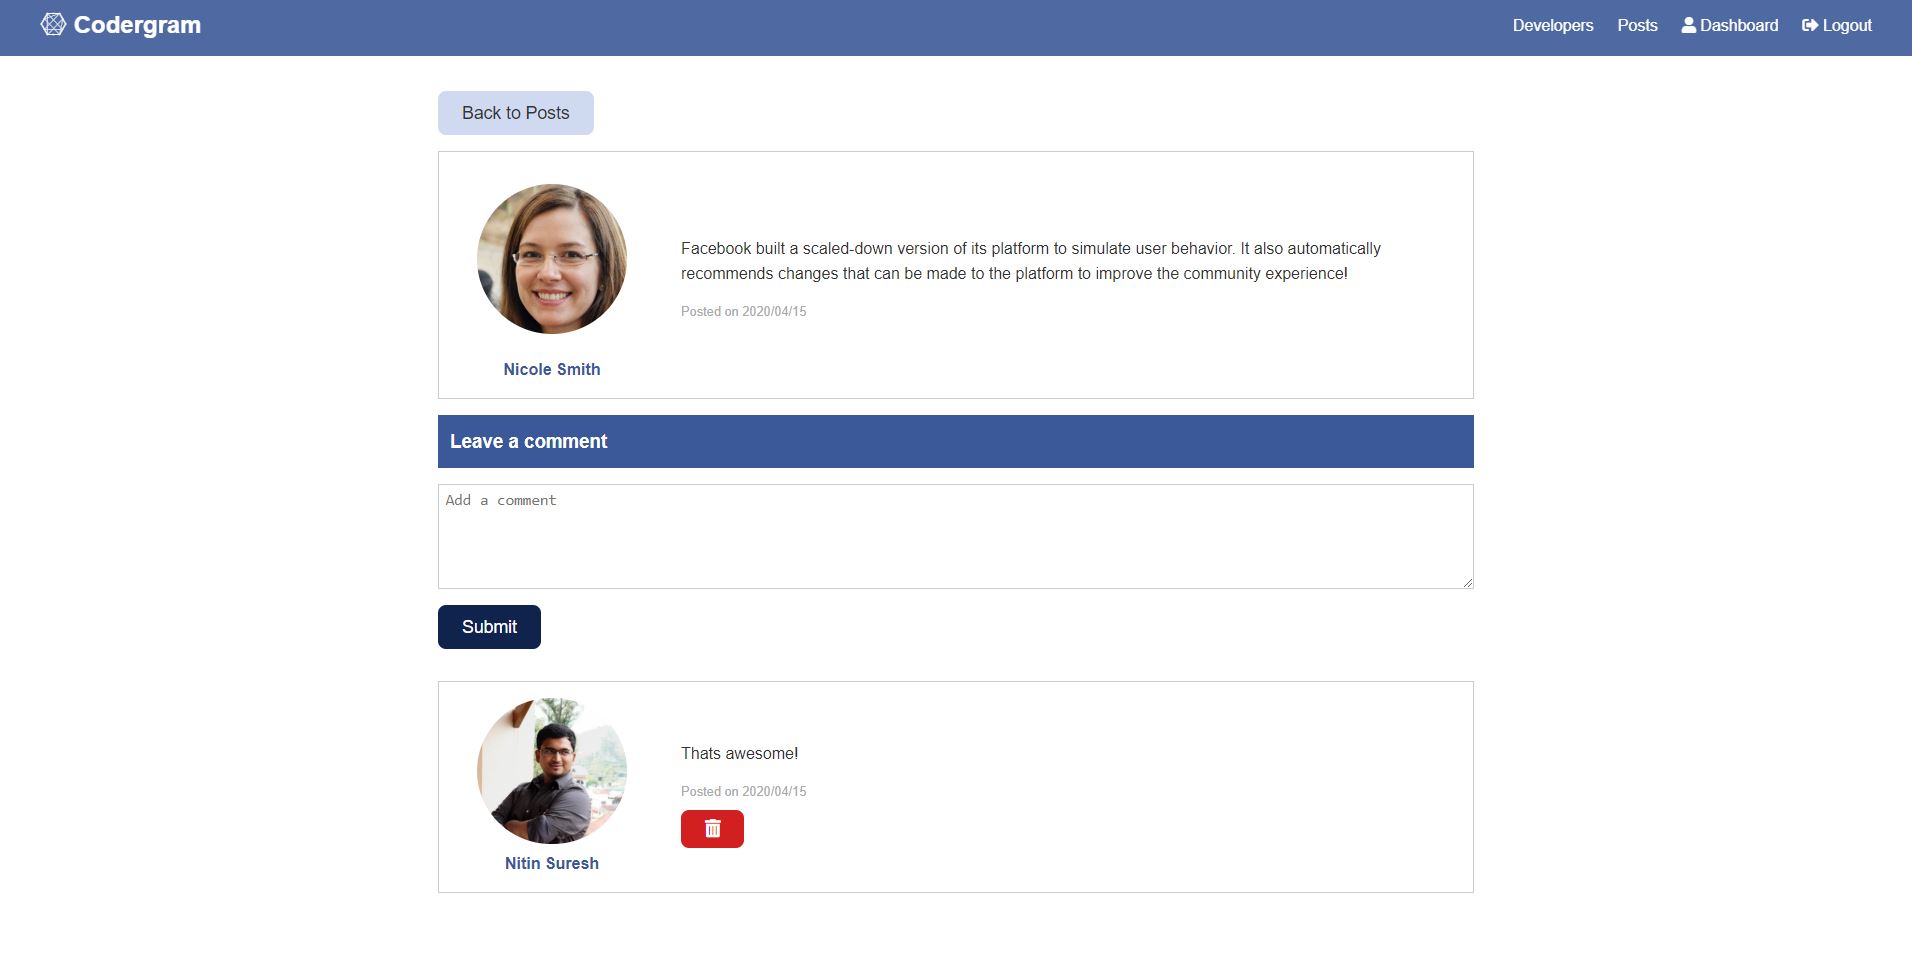 Codergram
Developers Posts Dashboard Logout
Back to Posts
Facebook built a scaled-down version of its platform to simulate user behavior. It also automatically
recommends changes that can be made to the platform to improve the community experience!
Posted on 2020/04/15
Nicole Smith
Leave a comment
Add a comment
Submit
Thats awesome!
Posted on 2020/04/15
Nitin Suresh